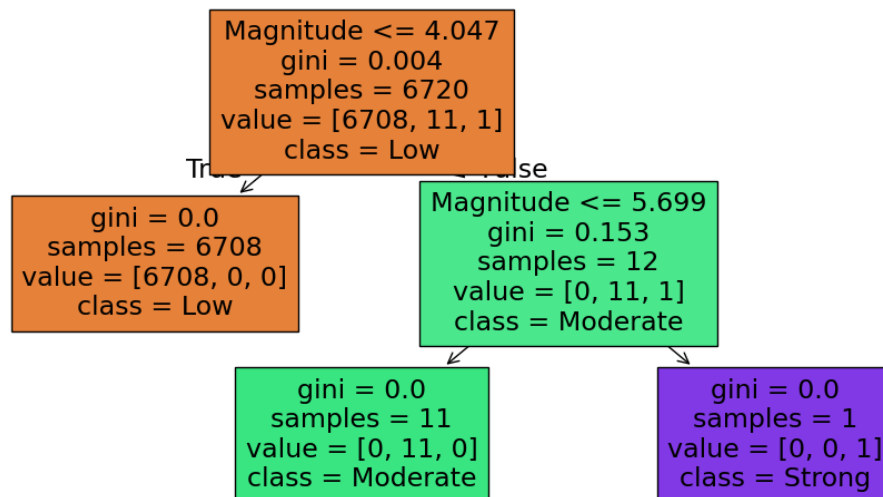 Magnitude <= 4.047
gini = 0.004
samples = 6720
value = [6708, 11, 1]
class = Low
gini = 0.0
samples = 6708
value = [6708, 0, 0]
class = Low
Magnitude <= 5.699
gini = 0.153
samples = 12
value = [0, 11, 1]
class = Moderate
gini = 0.0
samples = 11
value = [0, 11, 0]
class = Moderate
gini = 0.0
samples = 1
value = [0, 0, 1]
class = Strong